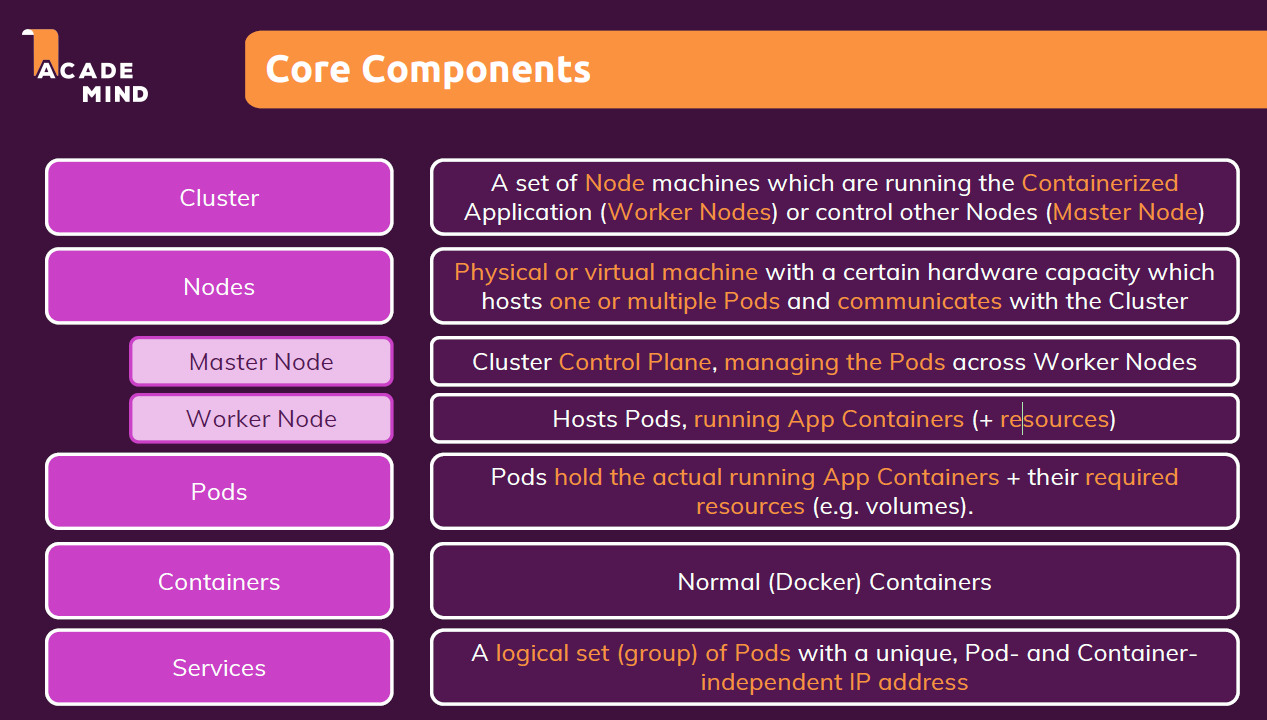 ACADE
MIND
Core Components
Cluster
A set of Node machines which are running the Containerized
Application (Worker Nodes) or control other Nodes (Master Node)
Nodes
Physical or virtual machine with a certain hardware capacity which
hosts one or multiple Pods and communicates with the Cluster
Master Node
Cluster Control Plane, managing the Pods across Worker Nodes
Worker Node
Hosts Pods, running App Containers (+ resources)
Pods
Pods hold the actual running App Containers + their required
resources (e.g. volumes).
Containers
Normal (Docker) Containers
Services
A logical set (group) of Pods with a unique, Pod- and Container-
independent IP address